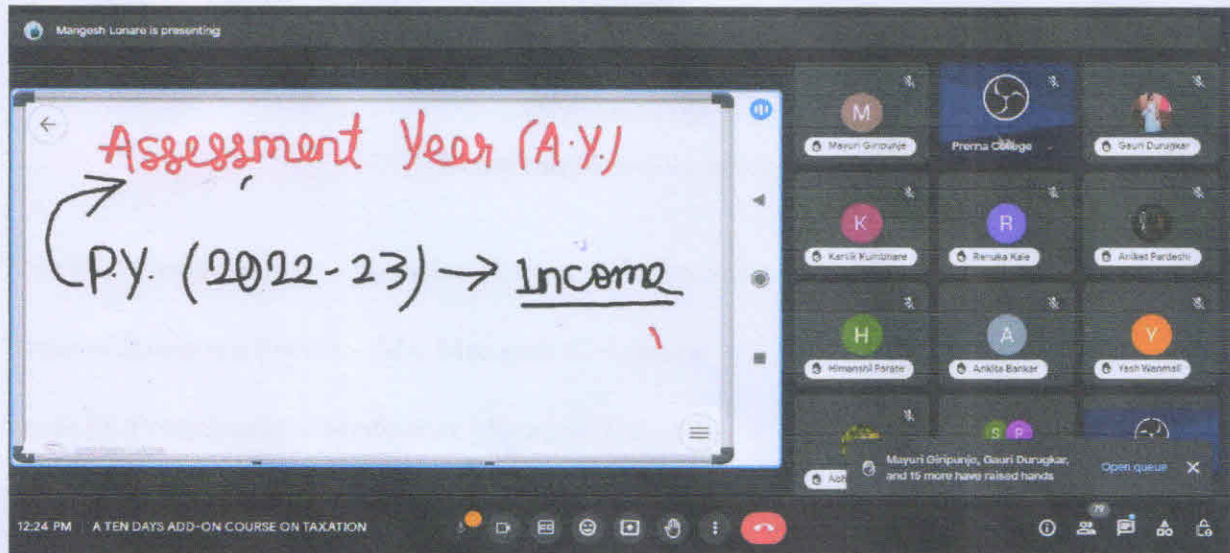 Mangesh Lonare is presenting
Assessment Year (A.Y.)
P.Y. (2022-23) → Income
M
Mayuri Giripunje
Prerna College
Gauri Durugkar
K
Kartik Kumbhare
R
Renuka Kale
Aniket Pardeshi
H
Himanshi Parate
A
Ankita Bankar
Y
Yash Wanmali
S P
Mayuri Giripunje, Gauri Durugkar,
and 15 more have raised hands
Open queue
12:24 PM | A TEN DAYS ADD-ON COURSE ON TAXATION
79